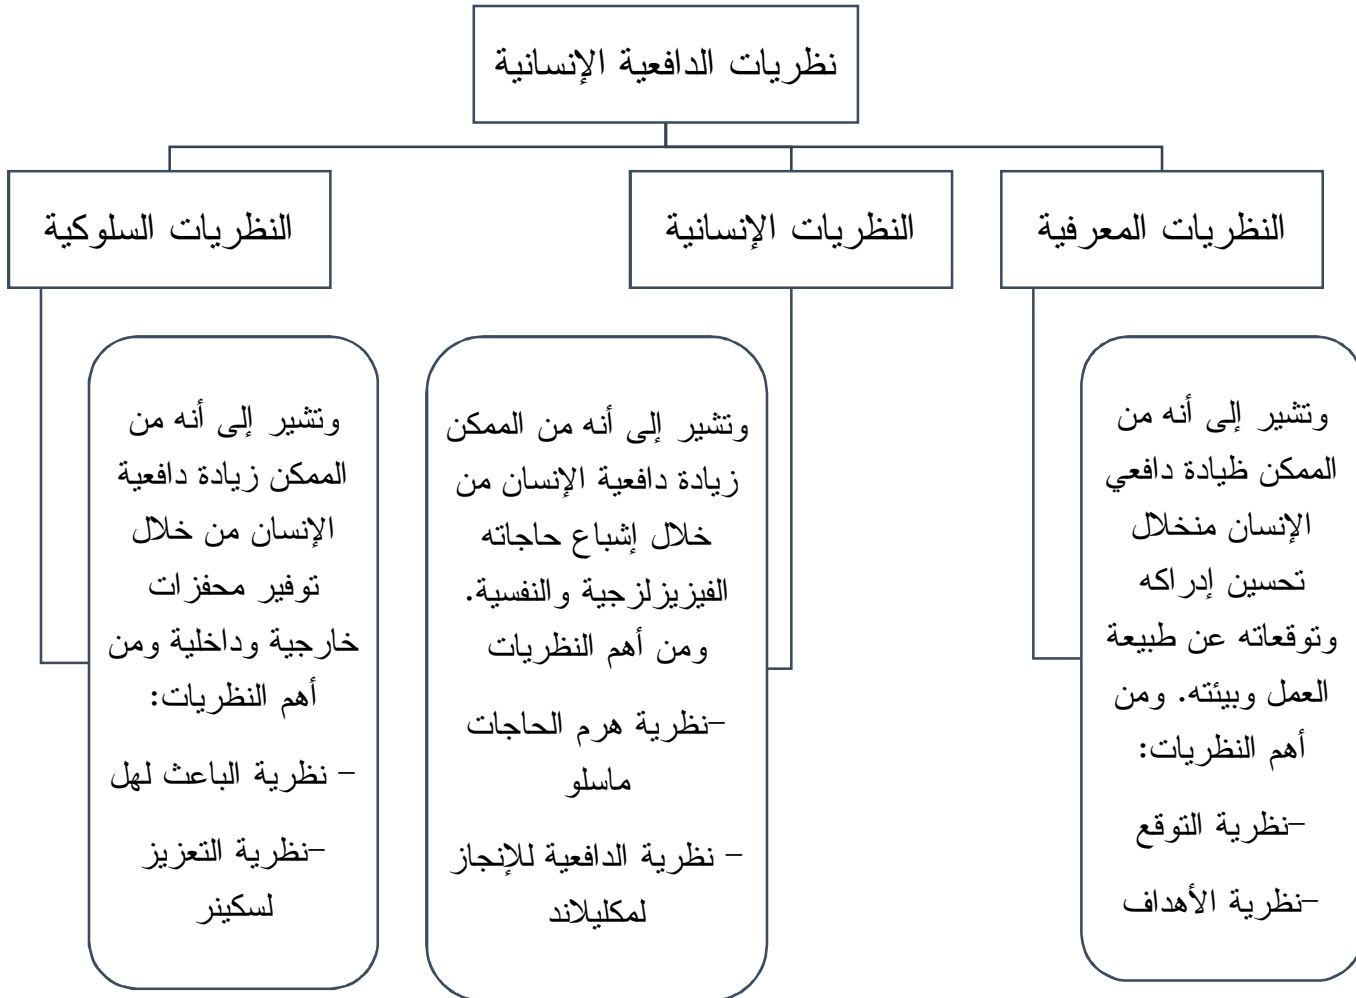 نظريات الدافعية الإنسانية
النظريات المعرفية
النظريات الإنسانية
النظريات السلوكية
وتشير إلى أنه من
الممكن ظيادة دافعي
الإنسان منخلال
تحسين إدراكه
وتوقعاته عن طبيعة
العمل وبيئته. ومن
أهم النظريات:
-نظرية التوقع
-نظرية الأهداف
وتشير إلى أنه من الممكن
زيادة دافعية الإنسان من
خلال إشباع حاجاته
الفيزيزلزجية والنفسية.
ومن أهم النظريات
-نظرية هرم الحاجات
ماسلو
- نظرية الدافعية للإنجاز
لمكليلاند
وتشير إلى أنه من
الممكن زيادة دافعية
الإنسان من خلال
توفير محفزات
خارجية وداخلية ومن
أهم النظريات:
- نظرية الباعث لهل
-نظرية التعزيز
لسكينر